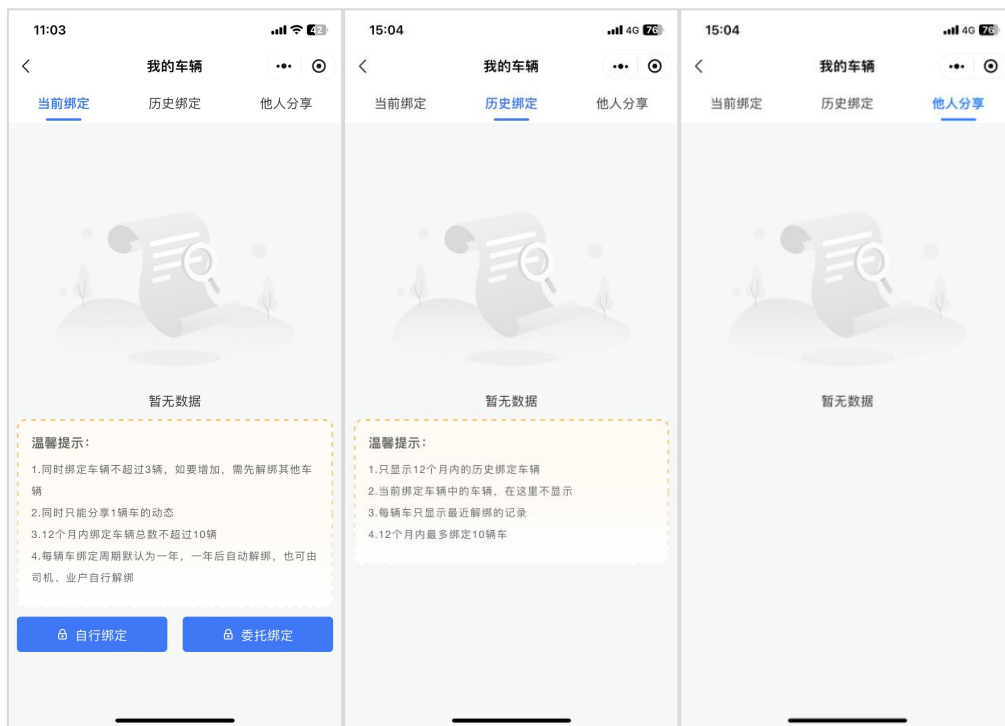 11:03
42
我的车辆
当前绑定
历史绑定
他人分享
暂无数据
温馨提示：
1.同时绑定车辆不超过3辆，如要增加，需先解绑其他车
辆
2.同时只能分享1辆车的动态
3.12个月内绑定车辆总数不超过10辆
4.每辆车绑定周期默认为一年，一年后自动解绑，也可由
司机、业户自行解绑
自行绑定
委托绑定
15:04
4G 76
我的车辆
当前绑定
历史绑定
他人分享
暂无数据
温馨提示：
1.只显示12个月内的历史绑定车辆
2.当前绑定车辆中的车辆，在这里不显示
3.每辆车只显示最近解绑的记录
4.12个月内最多绑定10辆车
15:04
4G 76
我的车辆
当前绑定
历史绑定
他人分享
暂无数据